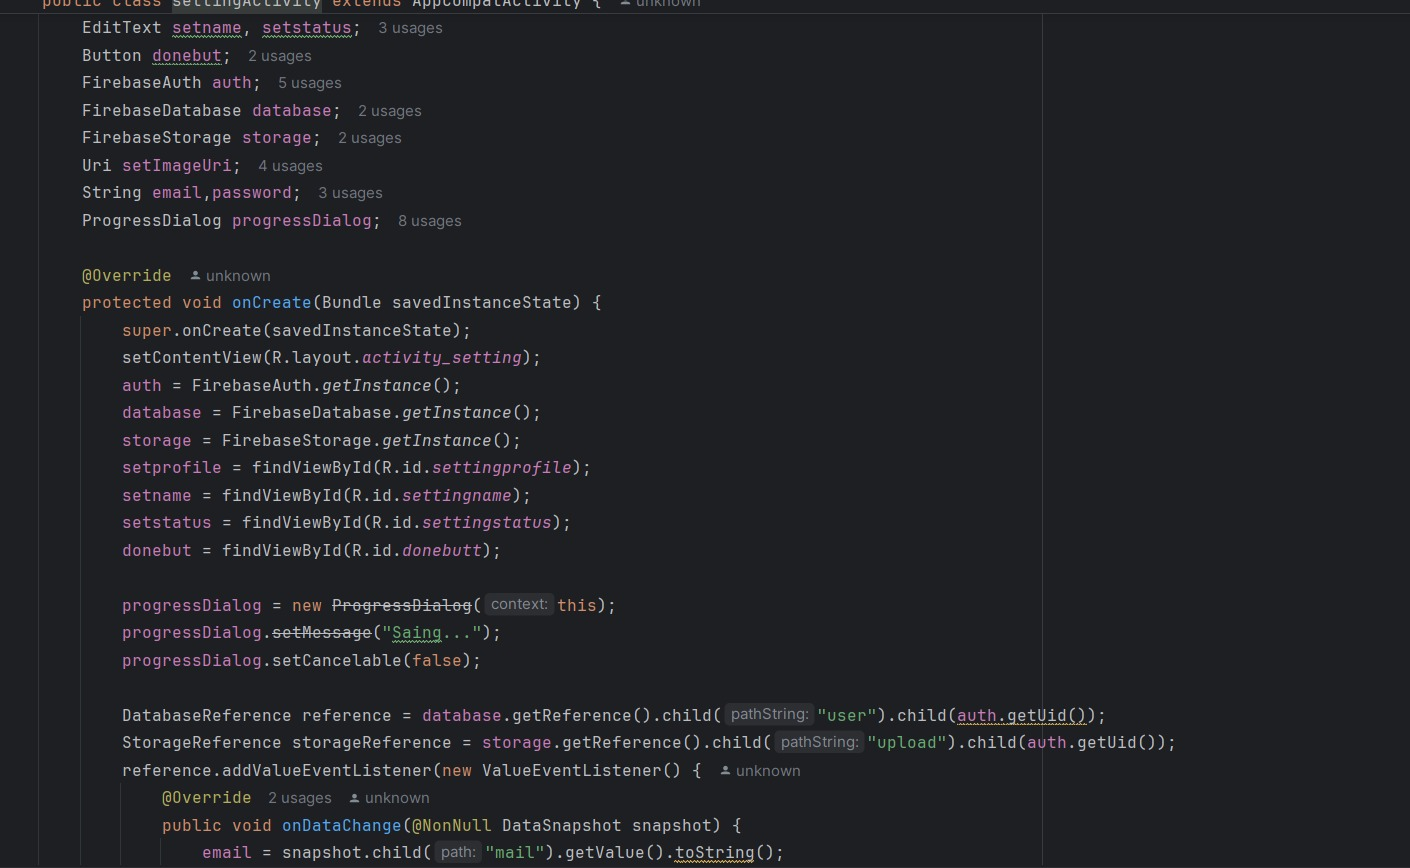 public class settingActivity extends AppCompatActivity { unknown
EditText setname, setstatus; 3 usages
Button donebut; 2 usages
FirebaseAuth auth; 5 usages
FirebaseDatabase database; 2 usages
FirebaseStorage storage; 2 usages
Uri setImageUri; 4 usages
String email,password; 3 usages
ProgressDialog progressDialog; 8 usages
@Override unknown
protected void onCreate(Bundle savedInstanceState) {
super.onCreate(savedInstanceState);
setContentView(R.layout.activity_setting);
auth = FirebaseAuth.getInstance();
database = FirebaseDatabase.getInstance();
storage = FirebaseStorage.getInstance();
setprofile = findViewById(R.id.settingprofile);
setname = findViewById(R.id.settingname);
setstatus = findViewById(R.id.settingstatus);
donebut = findViewById(R.id.donebutt);
progressDialog = new ProgressDialog( context: this);
progressDialog.setMessage("Saing...");
progressDialog.setCancelable(false);
DatabaseReference reference = database.getReference().child( pathString: "user").child(auth.getUid());
StorageReference storageReference = storage.getReference().child( pathString: "upload").child(auth.getUid());
reference.addValueEventListener(new ValueEventListener() { unknown
@Override 2 usages unknown
public void onDataChange(@NonNull DataSnapshot snapshot) {
email = snapshot.child( path: "mail").getValue().toString();